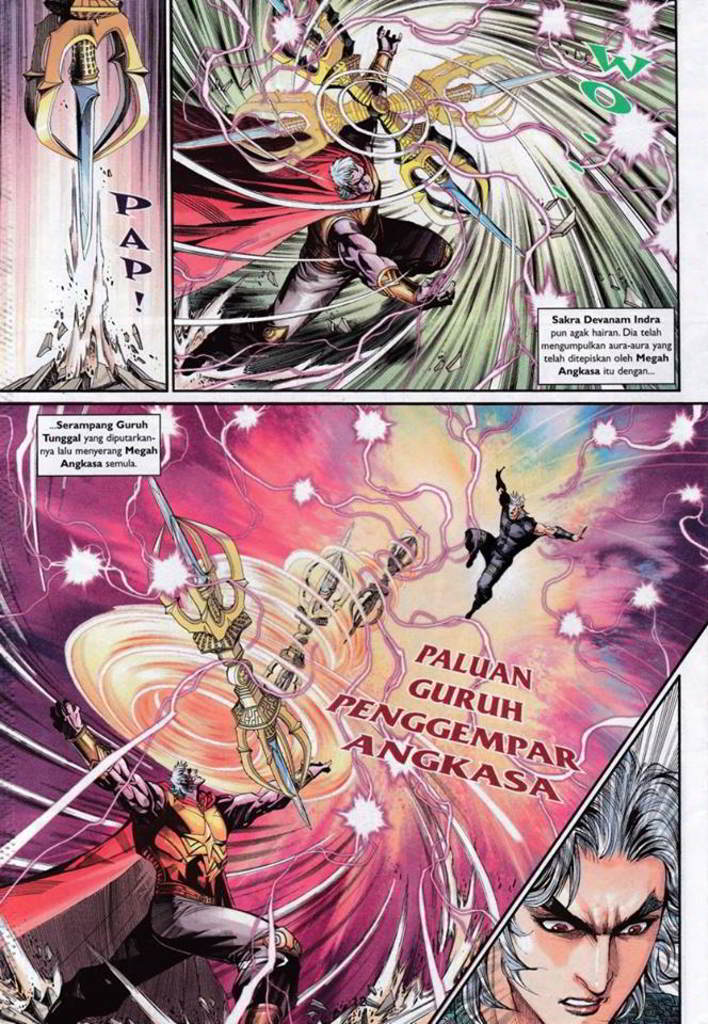 PAP!
WO...
Sakra Devanam Indra
pun agak hairan. Dia telah
mengumpulkan aura-aura yang
telah ditepiskan oleh Megah
Angkasa itu dengan...
...Serampang Guruh
Tunggal yang diputarkan-
nya lalu menyerang Megah
Angkasa semula.
PALUAN
GURUH
PENGGEMPAR
ANGKASA